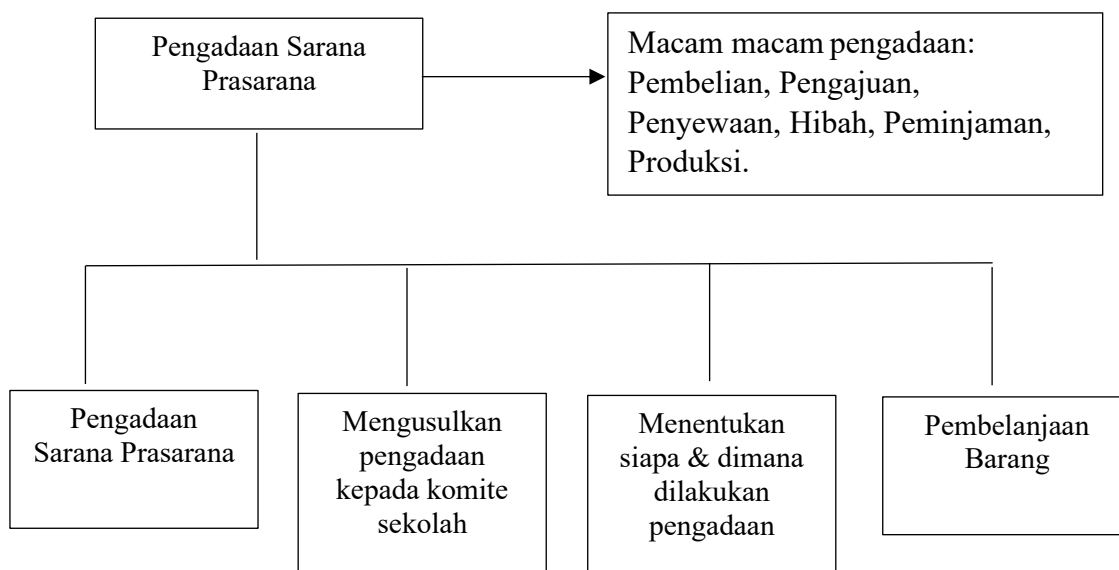 Pengadaan Sarana
Prasarana
Macam macam pengadaan:
Pembelian, Pengajuan,
Penyewaan, Hibah, Peminjaman,
Produksi.
Pengadaan
Sarana Prasarana
Mengusulkan
pengadaan
kepada komite
sekolah
Menentukan
siapa & dimana
dilakukan
pengadaan
Pembelanjaan
Barang